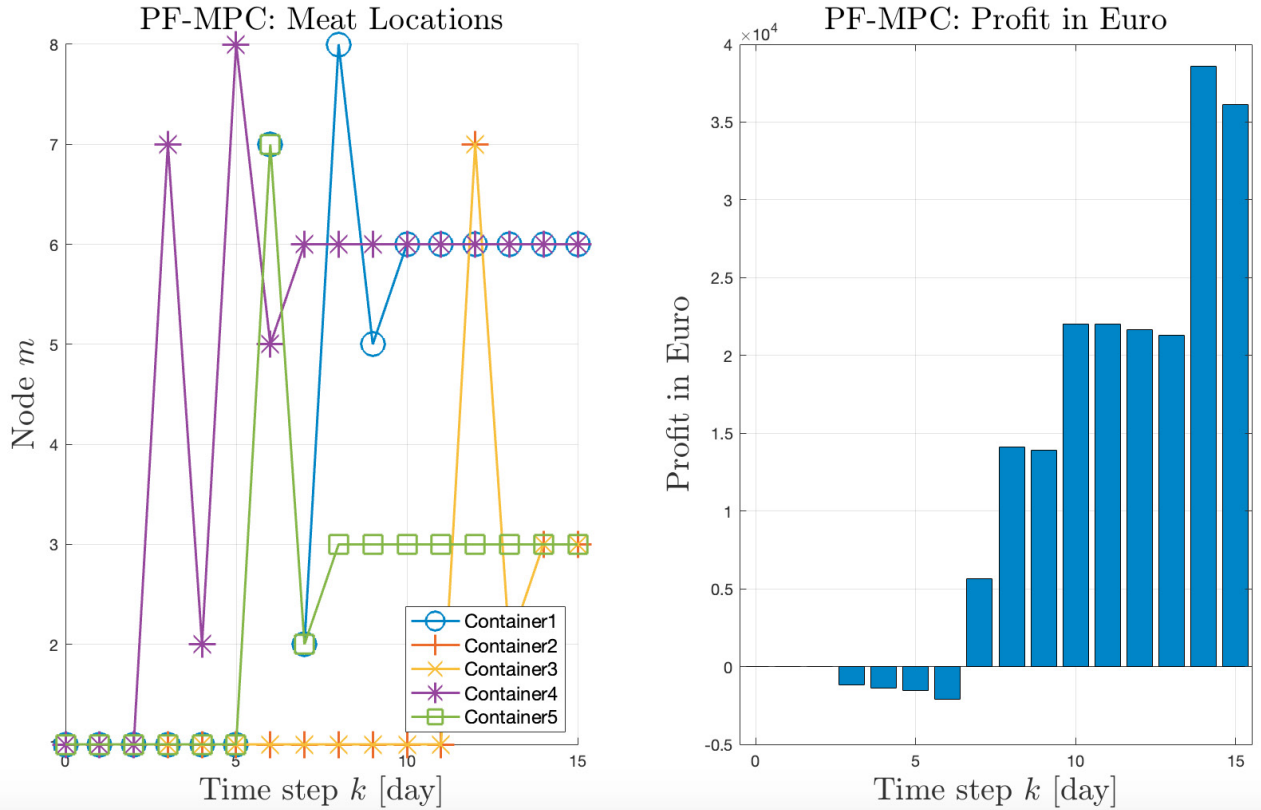 PF-MPC: Meat Locations
8
7
6
5
4
3
2
Node m
0
5
10
15
Time step k [day]
Container1
Container2
Container3
Container4
Container5
PF-MPC: Profit in Euro
×10⁴
4
3.5
3
2.5
2
1.5
1
0.5
0
-0.5
Profit in Euro
0
5
10
15
Time step k [day]